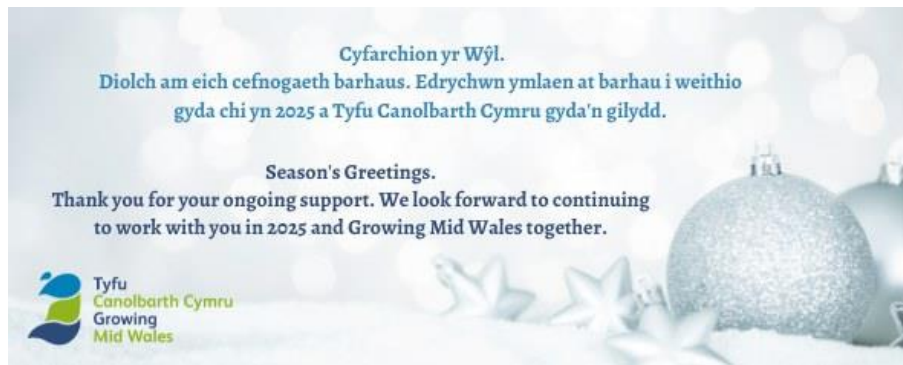 Cyfarchion yr Wŷl.
Diolch am eich cefnogaeth barhaus. Edrychwn ymlaen at barhau i weithio
gyda chi yn 2025 a Tyfu Canolbarth Cymru gyda'n gilydd.
Season's Greetings.
Thank you for your ongoing support. We look forward to continuing
to work with you in 2025 and Growing Mid Wales together.
Tyfu
Canolbarth Cymru
Growing
Mid Wales